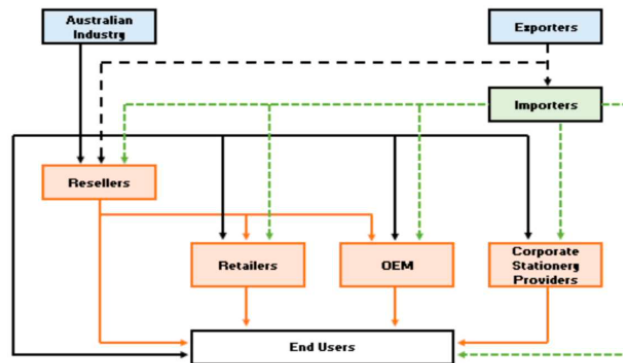 Australian
Industry
Exporters
Importers
Resellers
Retailers
OEM
Corporate
Stationery
Providers
End Users